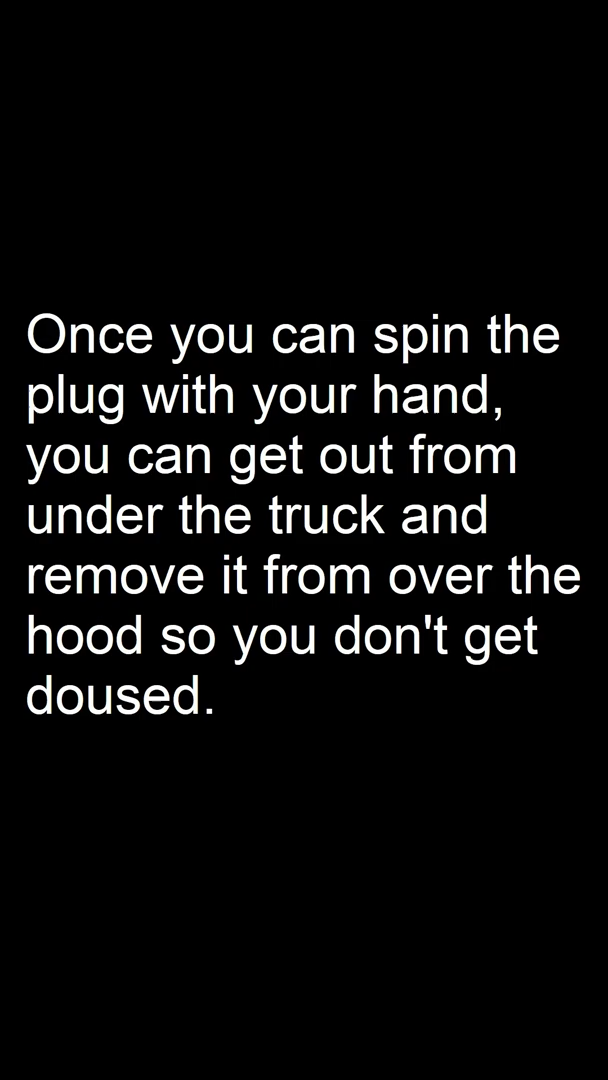 Once you can spin the
plug with your hand,
you can get out from
under the truck and
remove it from over the
hood so you don't get
doused.